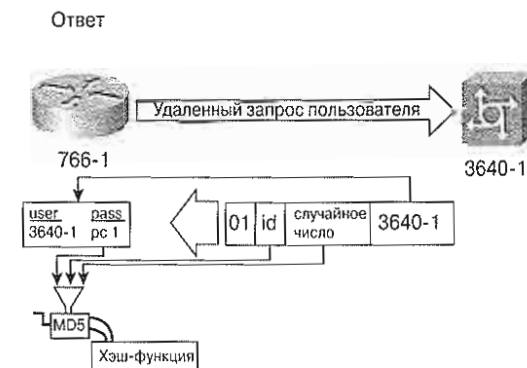 Ответ
Удаленный запрос пользователя
766-1
3640-1
user pass
3640-1 pc 1
01 id случайное число 3640-1
MD5
Хэш-функция